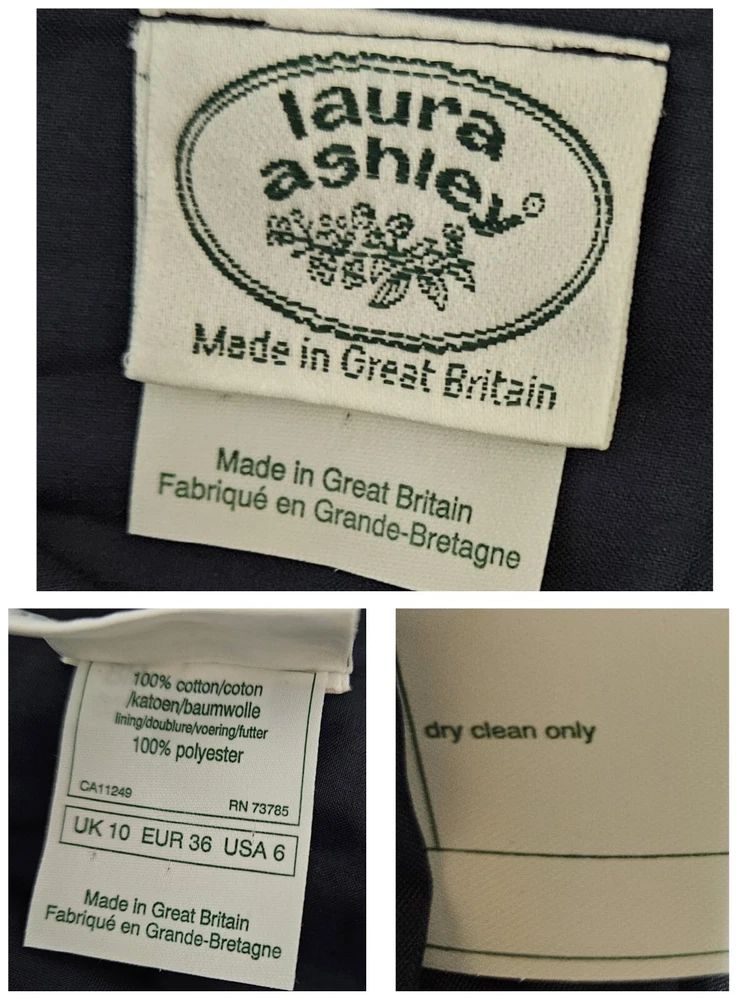 laura
ashley®
Made in Great Britain
Made in Great Britain
Fabriqué en Grande-Bretagne
100% cotton/coton
/katoen/baumwolle
lining/doublure/voering/futter
100% polyester
CA11249
RN 73785
UK 10 EUR 36 USA 6
Made in Great Britain
Fabriqué en Grande-Bretagne
dry clean only